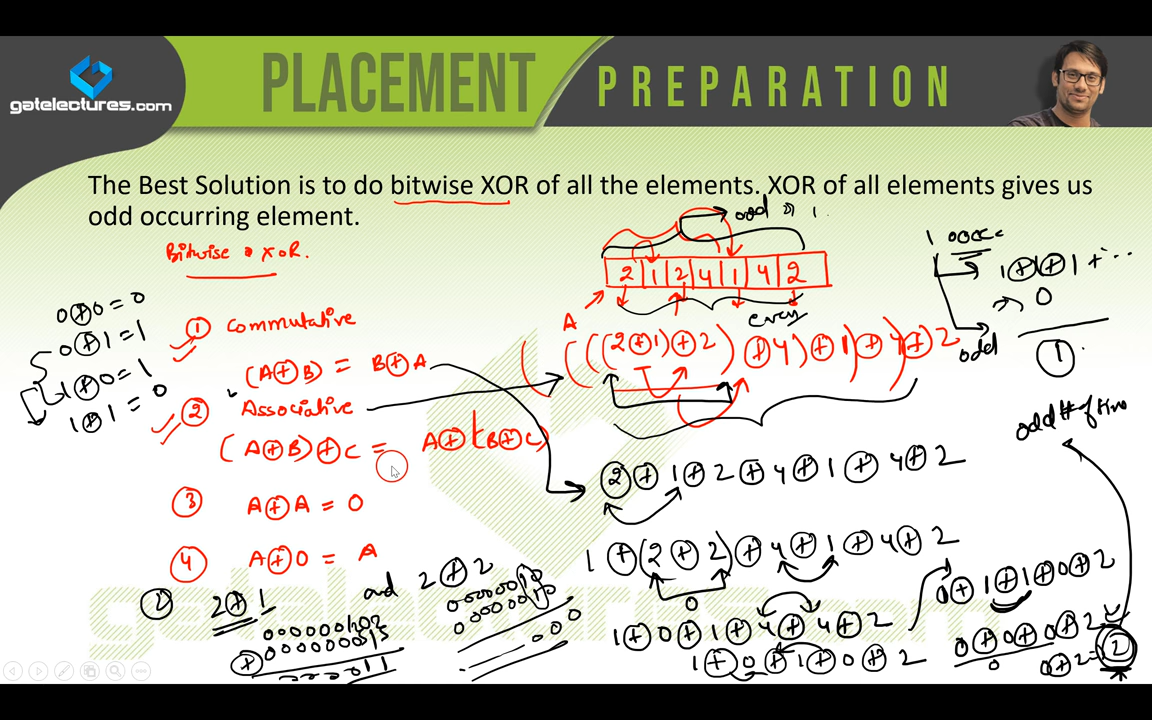 gatelectures.com
PLACEMENT PREPARATION
The Best Solution is to do bitwise XOR of all the elements. XOR of all elements gives us
odd occurring element.
Bitwise XOR.
0⊕0=0
0⊕1=1
1⊕0=1
1⊕1=0
① Commutative
(A⊕B) = B⊕A
② Associative
(A⊕B)⊕C = A⊕(B⊕C)
③ A⊕A = 0
④ A⊕0 = A
2⊕1
and 2⊕2
odd
2 1 2 4 1 4 2
A
every
((((2⊕1)⊕2)⊕4)⊕1)⊕4)⊕2
2⊕1⊕2⊕4⊕1⊕4⊕2
1⊕(2⊕2)⊕4⊕1⊕4⊕2
0
1⊕0⊕1⊕4⊕4⊕2
1⊕0⊕1⊕0⊕2
0⊕1⊕1⊕0⊕2
0⊕0⊕0⊕2
0
0⊕2=2
1
1⊕1⊕1+...
0
odd
1
odd # of time